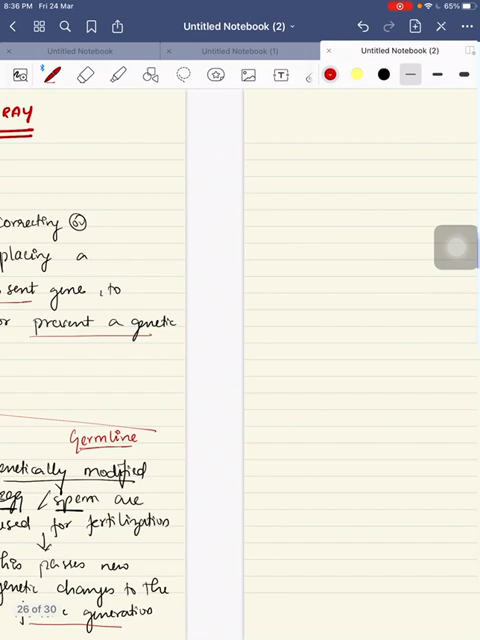 8:36 PM Fri 24 Mar
65%
Untitled Notebook (2)
Untitled Notebook
Untitled Notebook (1)
Untitled Notebook (2)
RAY
correcting or
placing a
sent gene, to
or present a genetic
Germline
enetically modified
egg / sperm are
used for fertilization
his passes new
genetic changes to the
generation
26 of 30